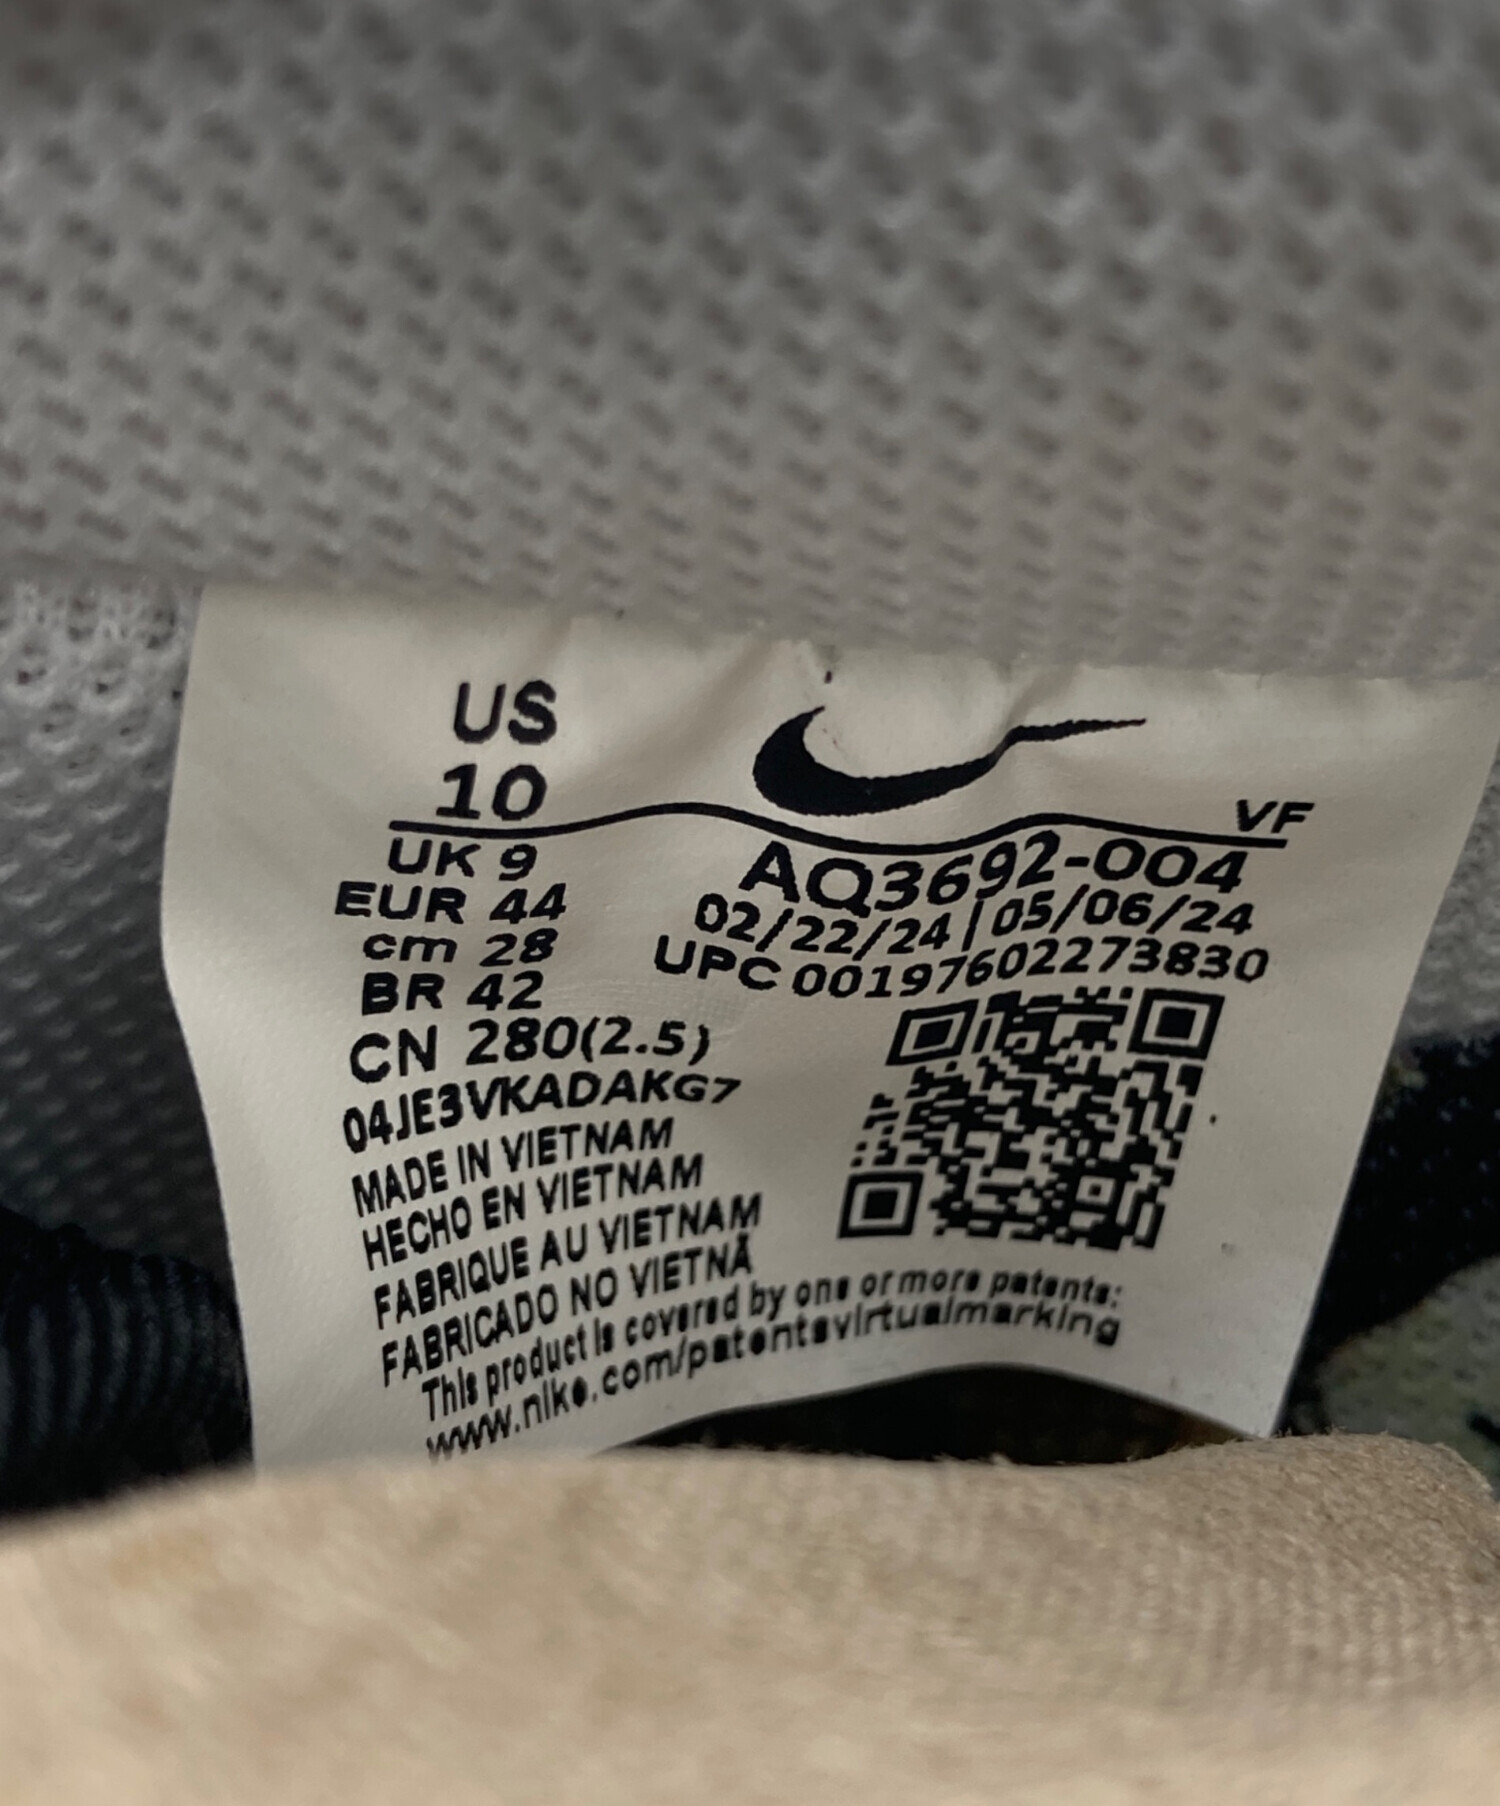 US
10
UK 9
EUR 44
cm 28
BR 42
CN 280(2.5)
04JE3VKADAKG7
MADE IN VIETNAM
HECHO EN VIETNAM
FABRIQUE AU VIETNAM
FABRICADO NO VIETNÃ
This product is covered by one or more patents:
www.nike.com/patentsvirtualmarking
VF
AQ3692-004
02/22/24 | 05/06/24
UPC 00197602273830